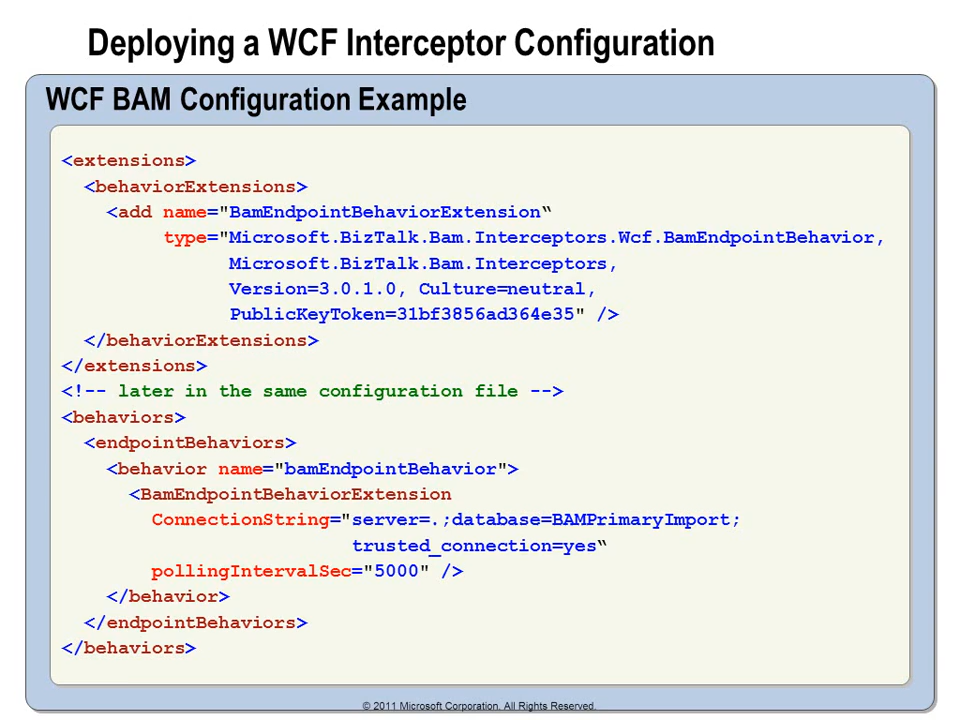 Deploying a WCF Interceptor Configuration
WCF BAM Configuration Example
<extensions>
  <behaviorExtensions>
    <add name="BamEndpointBehaviorExtension“
         type="Microsoft.BizTalk.Bam.Interceptors.Wcf.BamEndpointBehavior,
               Microsoft.BizTalk.Bam.Interceptors,
               Version=3.0.1.0, Culture=neutral,
               PublicKeyToken=31bf3856ad364e35" />
  </behaviorExtensions>
</extensions>
<!-- later in the same configuration file -->
<behaviors>
  <endpointBehaviors>
    <behavior name="bamEndpointBehavior">
      <BamEndpointBehaviorExtension
        ConnectionString="server=.;database=BAMPrimaryImport;
                          trusted_connection=yes“
        pollingIntervalSec="5000" />
    </behavior>
  </endpointBehaviors>
</behaviors>
© 2011 Microsoft Corporation. All Rights Reserved.